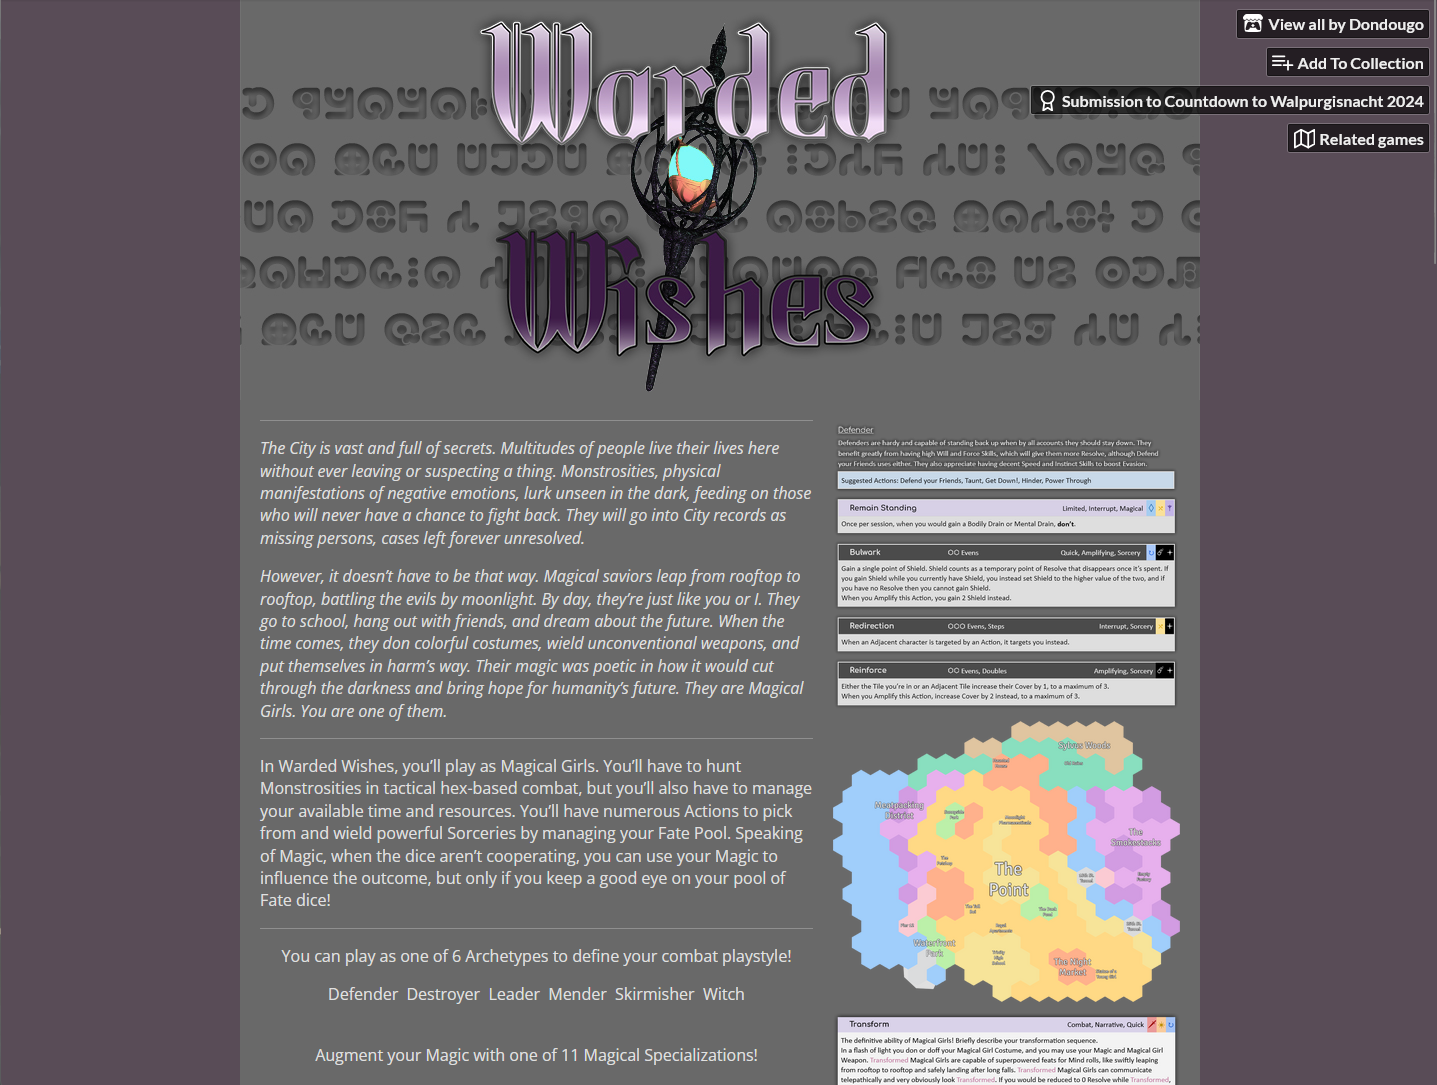 Warded
Wishes
View all by Dondougo
Add To Collection
Submission to Countdown to Walpurgisnacht 2024
Related games
The City is vast and full of secrets. Multitudes of people live their lives here
without ever leaving or suspecting a thing. Monstrosities, physical
manifestations of negative emotions, lurk unseen in the dark, feeding on those
who will never have a chance to fight back. They will go into City records as
missing persons, cases left forever unresolved.
However, it doesn’t have to be that way. Magical saviors leap from rooftop to
rooftop, battling the evils by moonlight. By day, they’re just like you or I. They
go to school, hang out with friends, and dream about the future. When the
time comes, they don colorful costumes, wield unconventional weapons, and
put themselves in harm’s way. Their magic was poetic in how it would cut
through the darkness and bring hope for humanity’s future. They are Magical
Girls. You are one of them.
In Warded Wishes, you’ll play as Magical Girls. You’ll have to hunt
Monstrosities in tactical hex-based combat, but you’ll also have to manage
your available time and resources. You’ll have numerous Actions to pick
from and wield powerful Sorceries by managing your Fate Pool. Speaking
of Magic, when the dice aren’t cooperating, you can use your Magic to
influence the outcome, but only if you keep a good eye on your pool of
Fate dice!
You can play as one of 6 Archetypes to define your combat playstyle!
Defender Destroyer Leader Mender Skirmisher Witch
Augment your Magic with one of 11 Magical Specializations!
Defender
Defenders are hardy and capable of standing back up when by all accounts they should stay down. They
benefit greatly from having high Will and Force Skills, which will give them more Resolve, although Defend
your Friends uses either. They also appreciate having decent Speed and Instinct Skills to boost Evasion.
Suggested Actions: Defend your Friends, Taunt, Get Down!, Hinder, Power Through
Remain Standing Limited, Interrupt, Magical
Once per session, when you would gain a Bodily Drain or Mental Drain, don’t.
Bulwark Evens Quick, Amplifying, Sorcery
Gain a single point of Shield. Shield counts as a temporary point of Resolve that disappears once it’s spent. If
you gain Shield while you currently have Shield, you instead set Shield to the higher value of the two, and if
you have no Resolve then you cannot gain Shield.
When you Amplify this Action, you gain 2 Shield instead.
Redirection Evens, Steps Interrupt, Sorcery
When an Adjacent character is targeted by an Action, it targets you instead.
Reinforce Evens, Doubles Amplifying, Sorcery
Either the Tile you’re in or an Adjacent Tile increase their Cover by 1, to a maximum of 3.
When you Amplify this Action, increase Cover by 2 instead, to a maximum of 3.
Sylvus Woods
Meatpacking
District
Moonlight
Pharmaceuticals
The
Smokestacks
The
Point
Empty
Factory
The Duck
Pond
Pier 18
Royal
Apartments
Waterfront
Park
Trinity
High
School
The Night
Market
Statue of a
Young Girl
Transform Combat, Narrative, Quick
The definitive ability of Magical Girls! Briefly describe your transformation sequence.
In a flash of light you don or doff your Magical Girl Costume, and you may use your Magic and Magical Girl
Weapon. Transformed Magical Girls are capable of superpowered feats for Mind rolls, like swiftly leaping
from rooftop to rooftop and safely landing after long falls. Transformed Magical Girls can communicate
telepathically and very obviously look Transformed. If you would be reduced to 0 Resolve while Transformed,